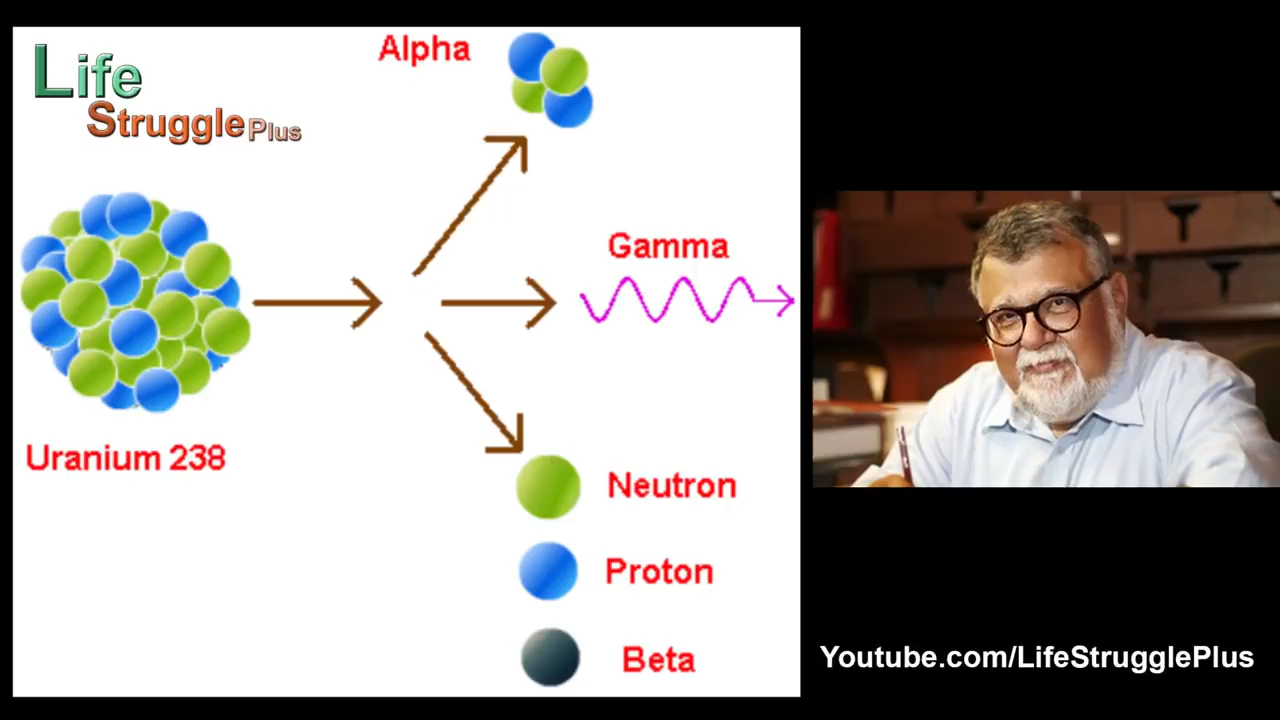 Life
Struggle Plus
Alpha
Gamma
Uranium 238
Neutron
Proton
Beta
Youtube.com/LifeStrugglePlus